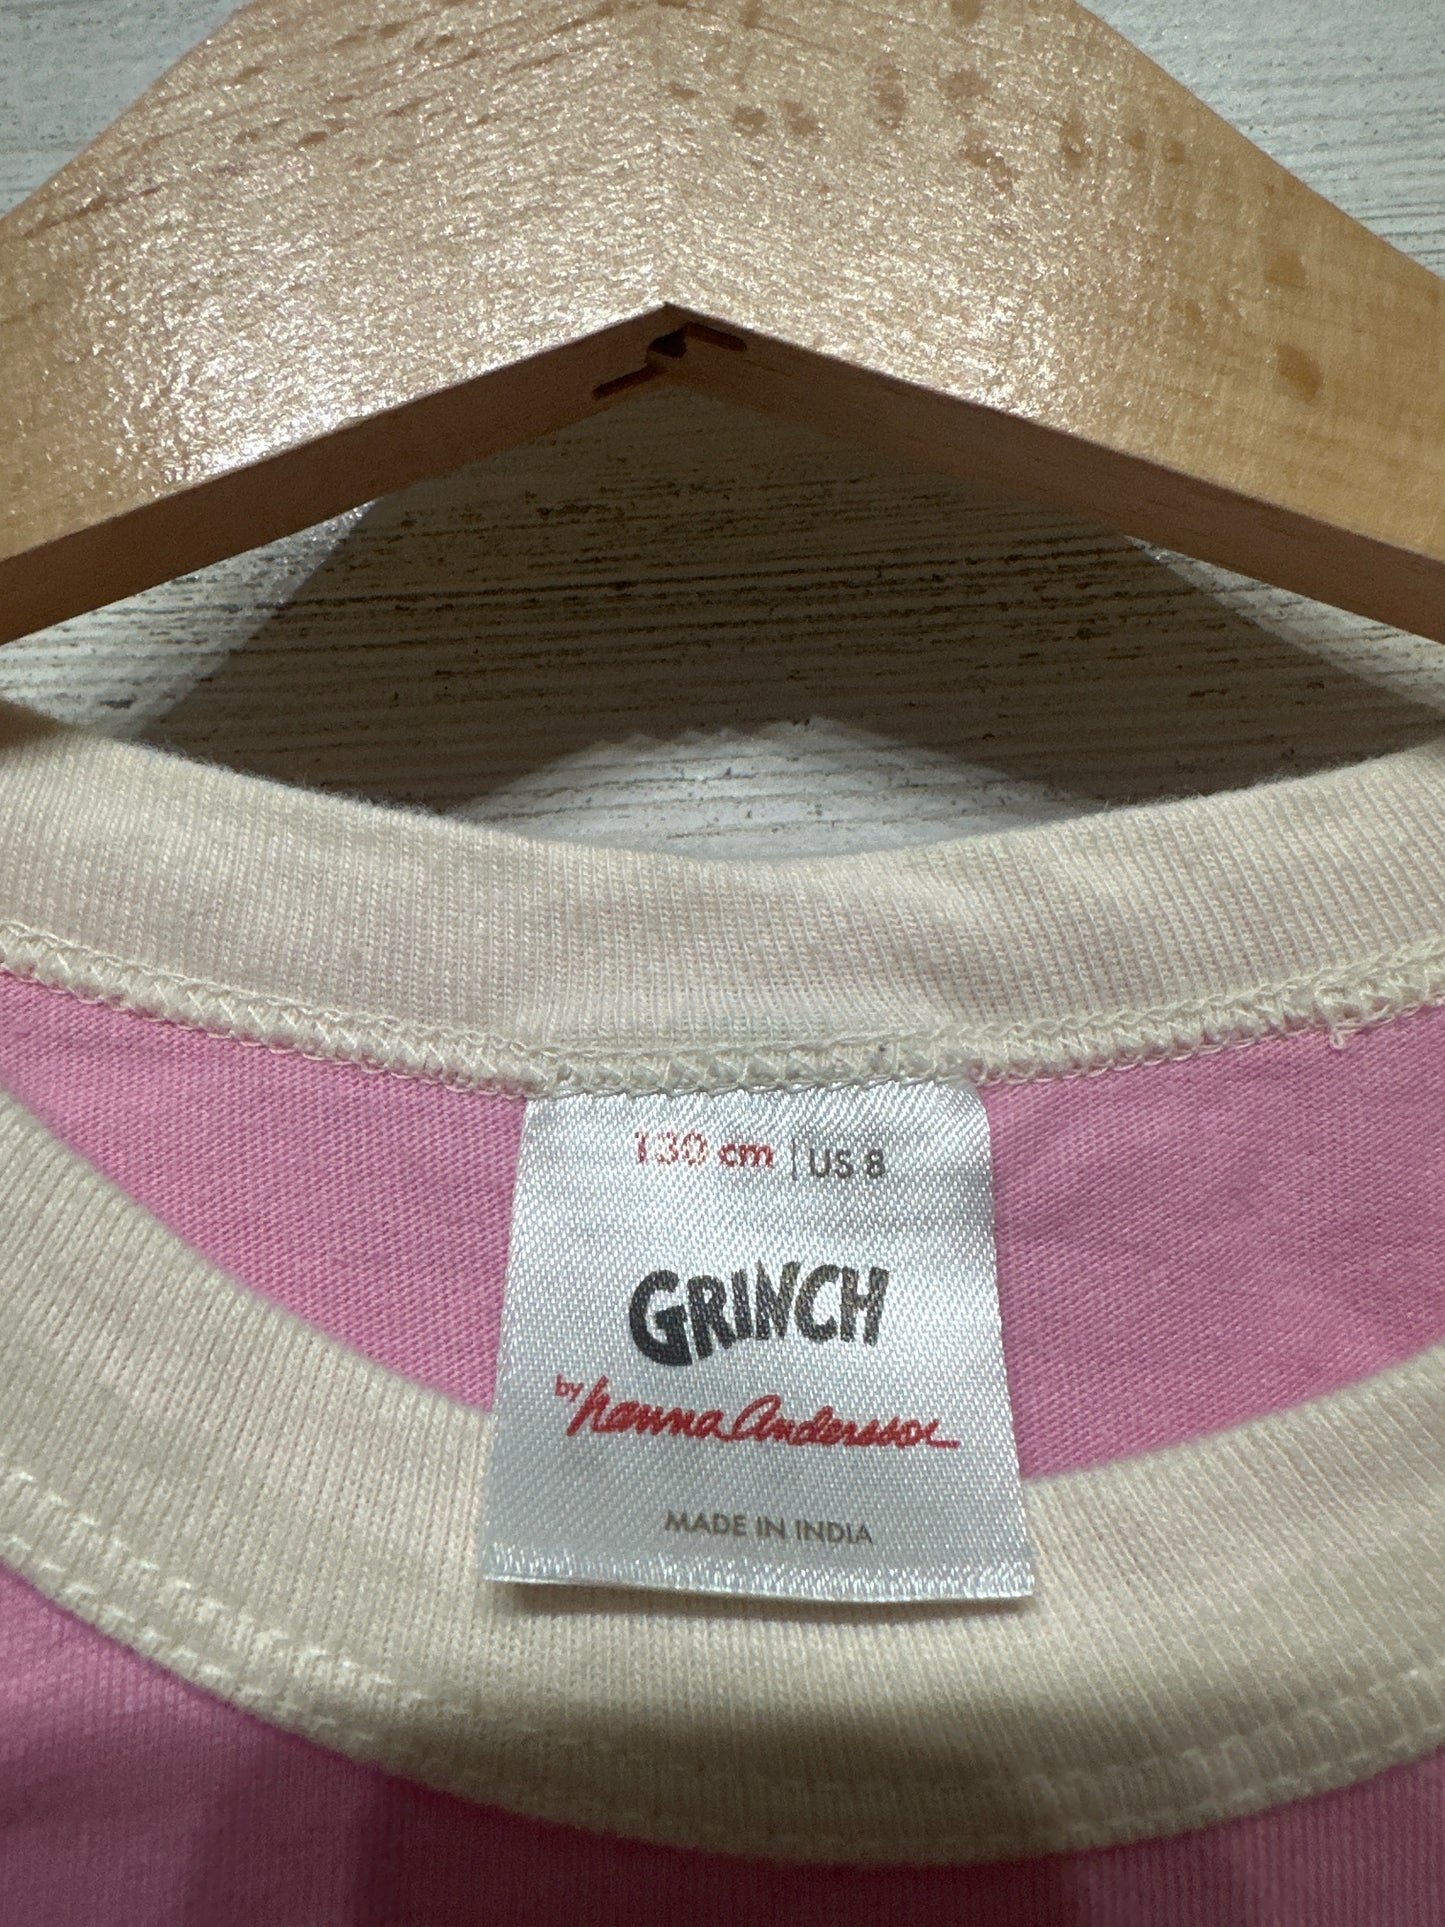 130 cm | US 8
GRINCH
by hanna Andersson
MADE IN INDIA